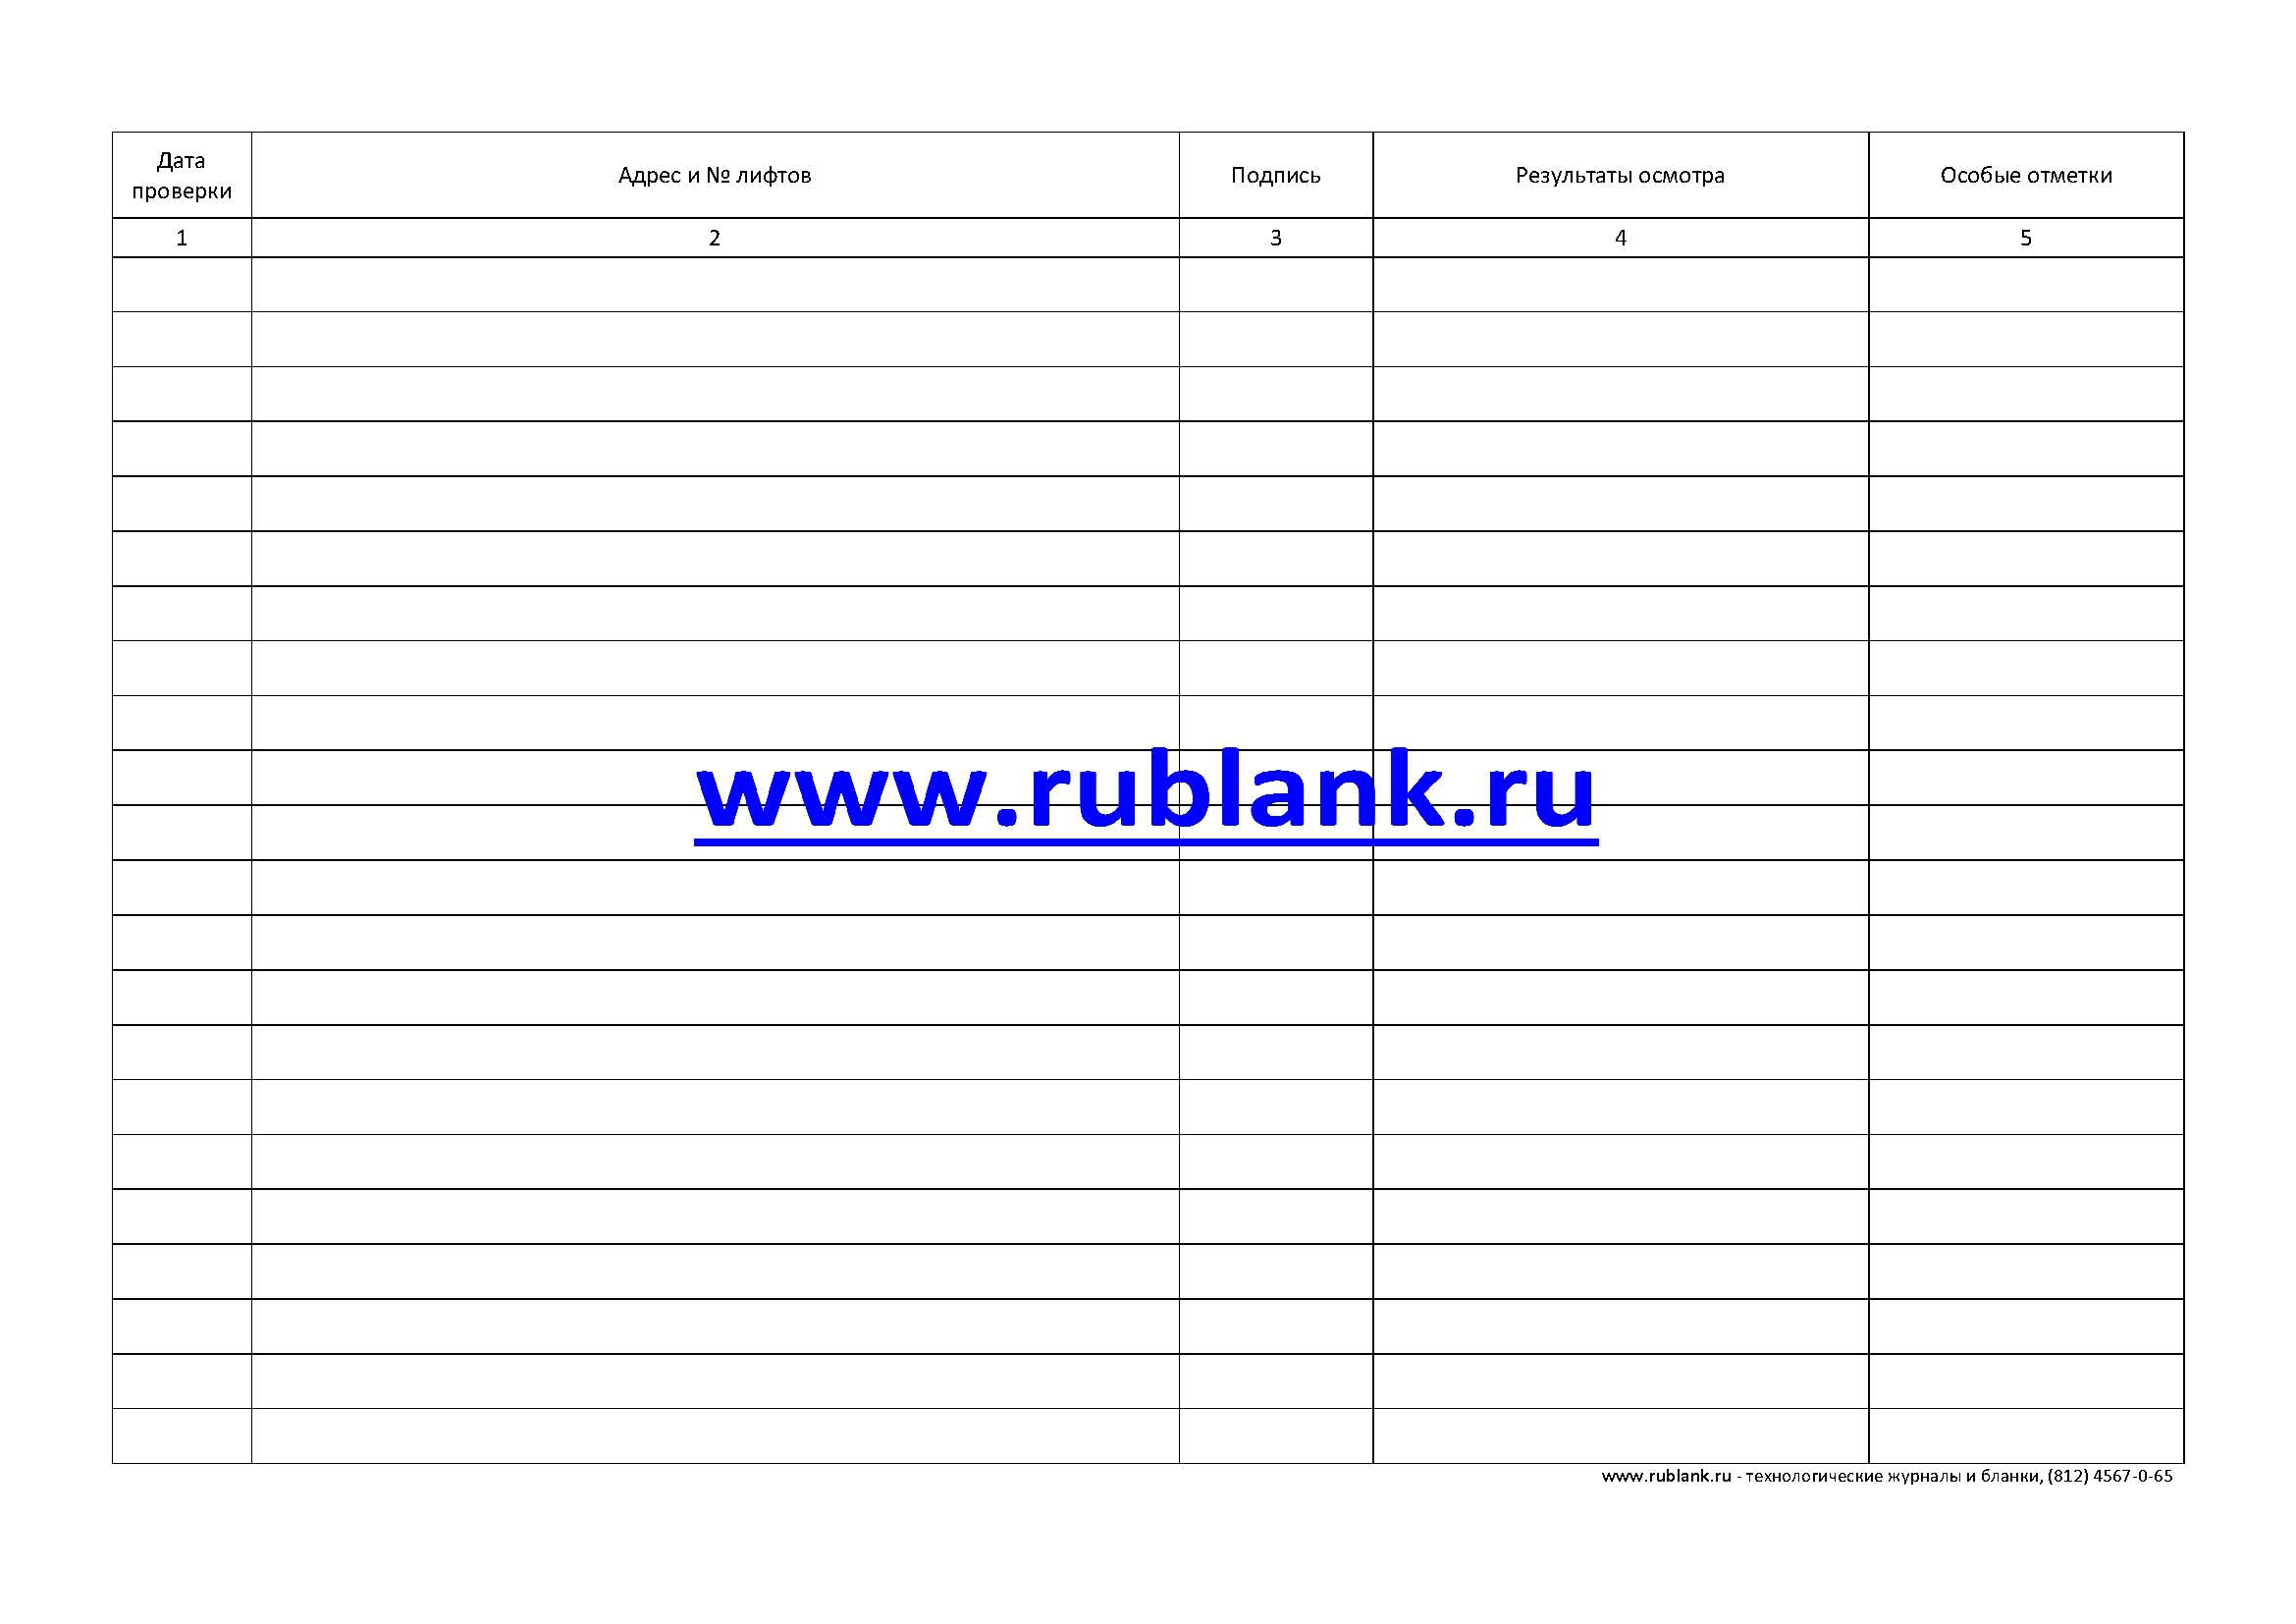 Дата
проверки
Адрес и № лифтов
Подпись
Результаты осмотра
Особые отметки
1
2
3
4
5
www.rublank.ru
www.rublank.ru - технологические журналы и бланки, (812) 4567-0-65